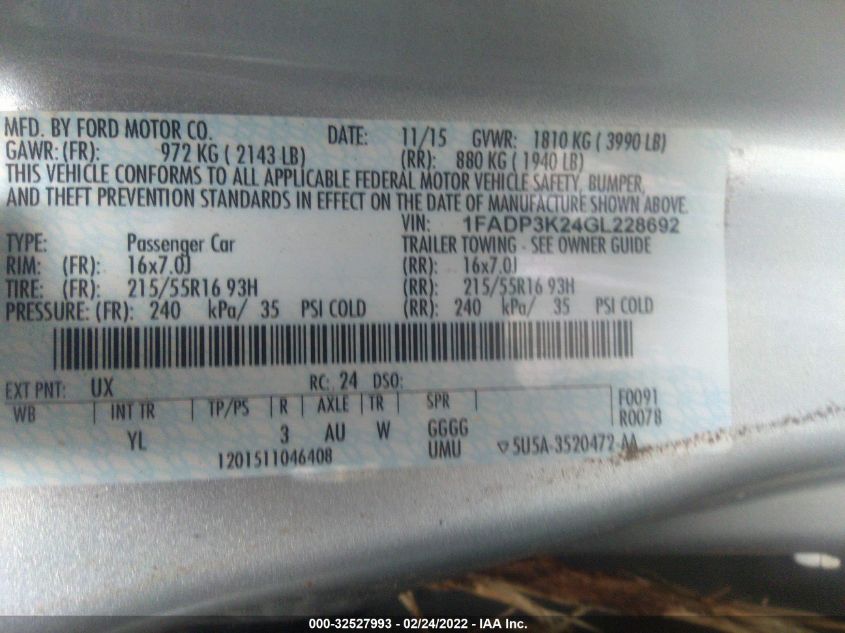 MFD. BY FORD MOTOR CO. DATE: 11/15 GVWR: 1810 KG ( 3990 LB)
GAWR: (FR): 972 KG ( 2143 LB) (RR): 880 KG ( 1940 LB)
THIS VEHICLE CONFORMS TO ALL APPLICABLE FEDERAL MOTOR VEHICLE SAFETY, BUMPER,
AND THEFT PREVENTION STANDARDS IN EFFECT ON THE DATE OF MANUFACTURE SHOWN ABOVE.
VIN: 1FADP3K24GL228692
TYPE: Passenger Car TRAILER TOWING - SEE OWNER GUIDE
RIM: (FR): 16x7.0J (RR): 16x7.0J
TIRE: (FR): 215/55R16 93H (RR): 215/55R16 93H
PRESSURE: (FR): 240 kPa/ 35 PSI COLD (RR): 240 kPa/ 35 PSI COLD
EXT PNT: UX RC: 24 DSO:
WB INT TR TP/PS R AXLE TR SPR F0091
R0078
YL 3 AU W GGGG
UMU
1201511046408 ▽ 5U5A-3520472-AA
000-32527993 - 02/24/2022 - IAA Inc.